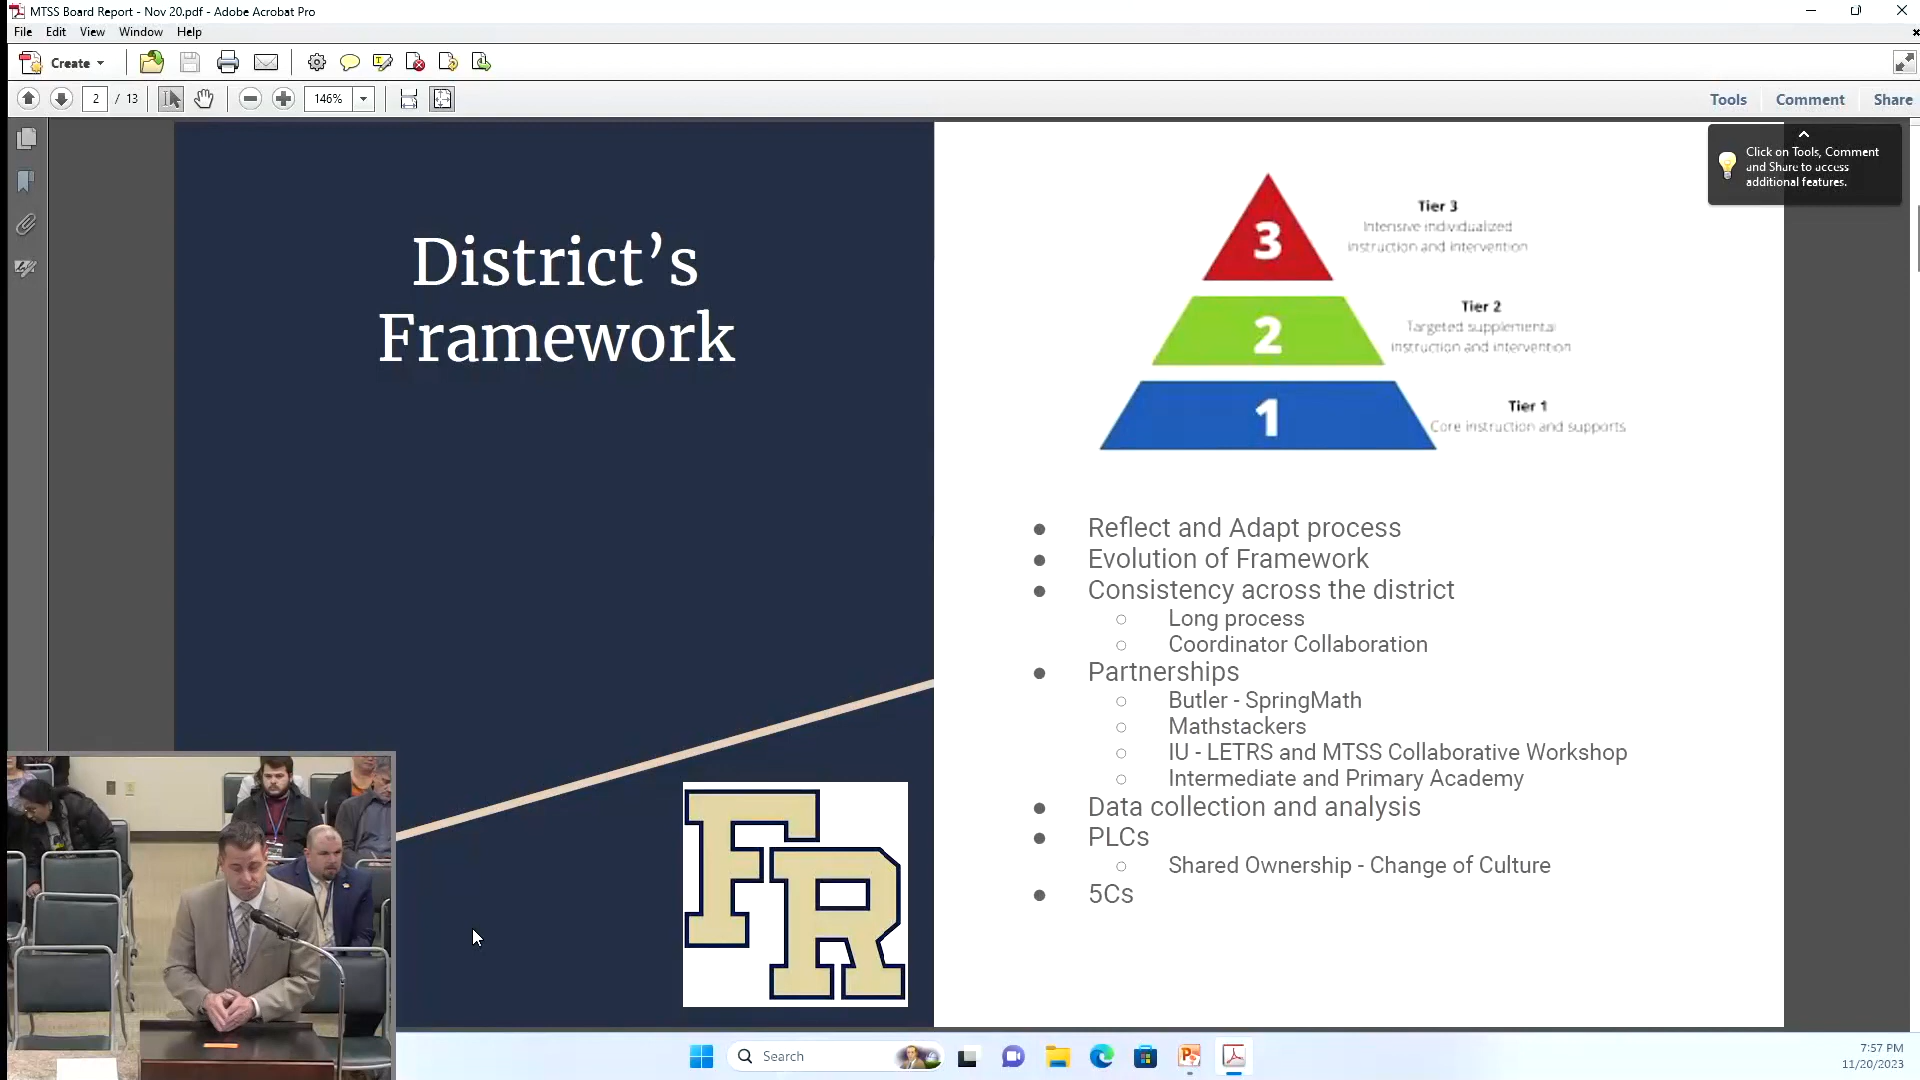 MTSS Board Report - Nov 20.pdf - Adobe Acrobat Pro
File Edit View Window Help
Create
2 / 13 146% Tools Comment Share
Click on Tools, Comment
and Share to access
additional features.
District’s
Framework
3
Tier 3
Intensive individualized
instruction and intervention
2
Tier 2
Targeted supplemental
instruction and intervention
1
Tier 1
Core instruction and supports
● Reflect and Adapt process
● Evolution of Framework
● Consistency across the district
○ Long process
○ Coordinator Collaboration
● Partnerships
○ Butler - SpringMath
○ Mathstackers
○ IU - LETRS and MTSS Collaborative Workshop
○ Intermediate and Primary Academy
● Data collection and analysis
● PLCs
○ Shared Ownership - Change of Culture
● 5Cs
FR
Search
7:57 PM
11/20/2023